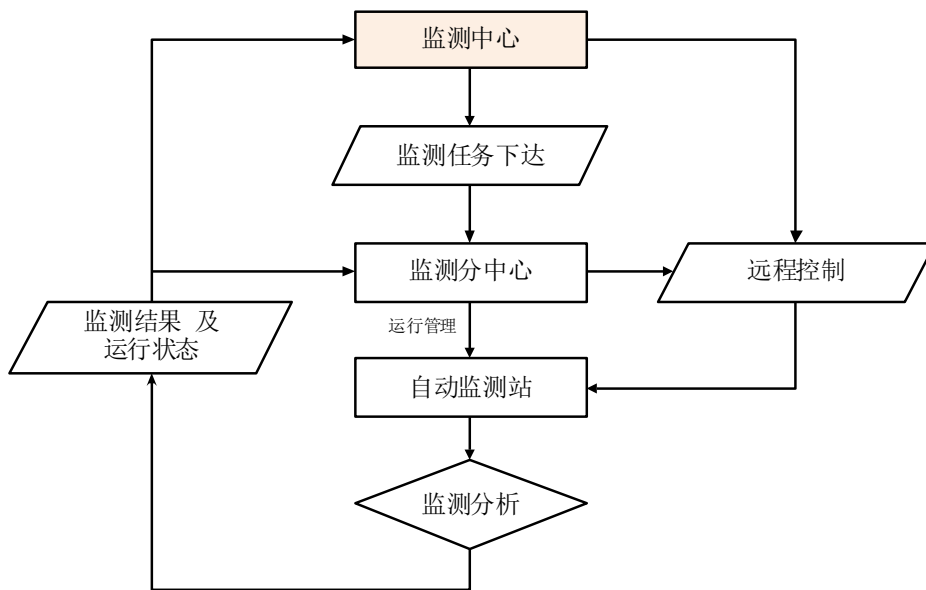 监测中心
监测任务下达
监测分中心
远程控制
监测结果 及
运行状态
运行管理
自动监测站
监测分析